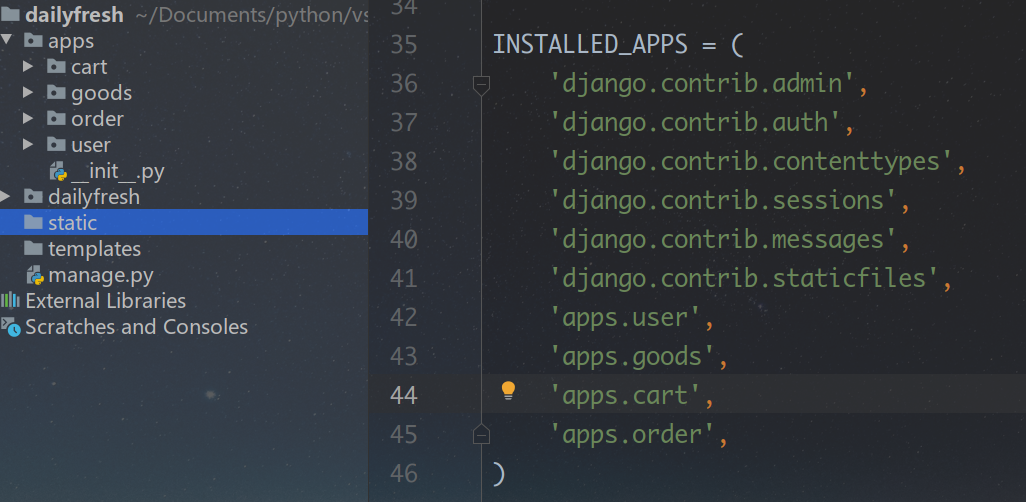 dailyfresh ~/Documents/python/vs
apps
cart
goods
order
user
__init__.py
dailyfresh
static
templates
manage.py
External Libraries
Scratches and Consoles
34
35 INSTALLED_APPS = (
36 'django.contrib.admin',
37 'django.contrib.auth',
38 'django.contrib.contenttypes',
39 'django.contrib.sessions',
40 'django.contrib.messages',
41 'django.contrib.staticfiles',
42 'apps.user',
43 'apps.goods',
44 'apps.cart',
45 'apps.order',
46 )